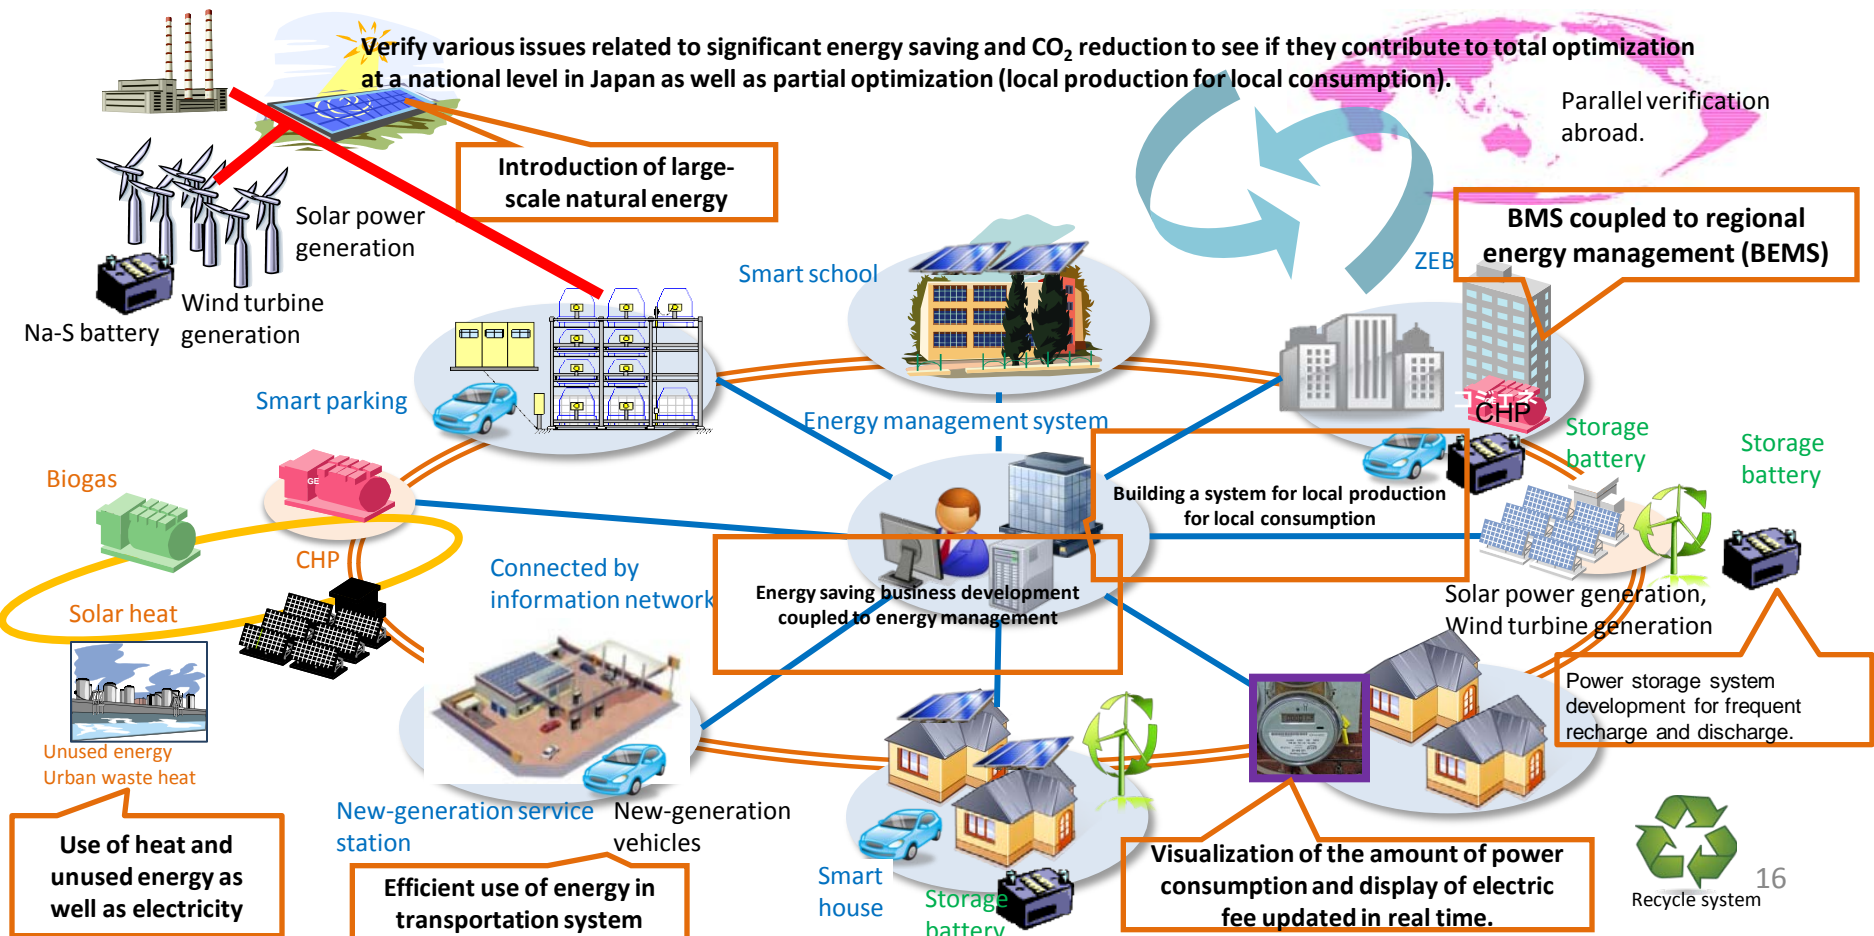 Verify various issues related to significant energy saving and CO₂ reduction to see if they contribute to total optimization
at a national level in Japan as well as partial optimization (local production for local consumption).
Parallel verification
abroad.
Introduction of large-
scale natural energy
BMS coupled to regional
energy management (BEMS)
Solar power
generation
Wind turbine
generation
Na-S battery
Smart school
ZEB
Smart parking
Energy management system
CHP
Storage
battery
Storage
battery
Biogas
GE
CHP
Building a system for local production
for local consumption
Connected by
information network
Energy saving business development
coupled to energy management
Solar heat
Solar power generation,
Wind turbine generation
Power storage system
development for frequent
recharge and discharge.
Unused energy
Urban waste heat
Use of heat and
unused energy as
well as electricity
New-generation service
station
New-generation
vehicles
Efficient use of energy in
transportation system
Smart
house
Storage
battery
Visualization of the amount of power
consumption and display of electric
fee updated in real time.
Recycle system
16